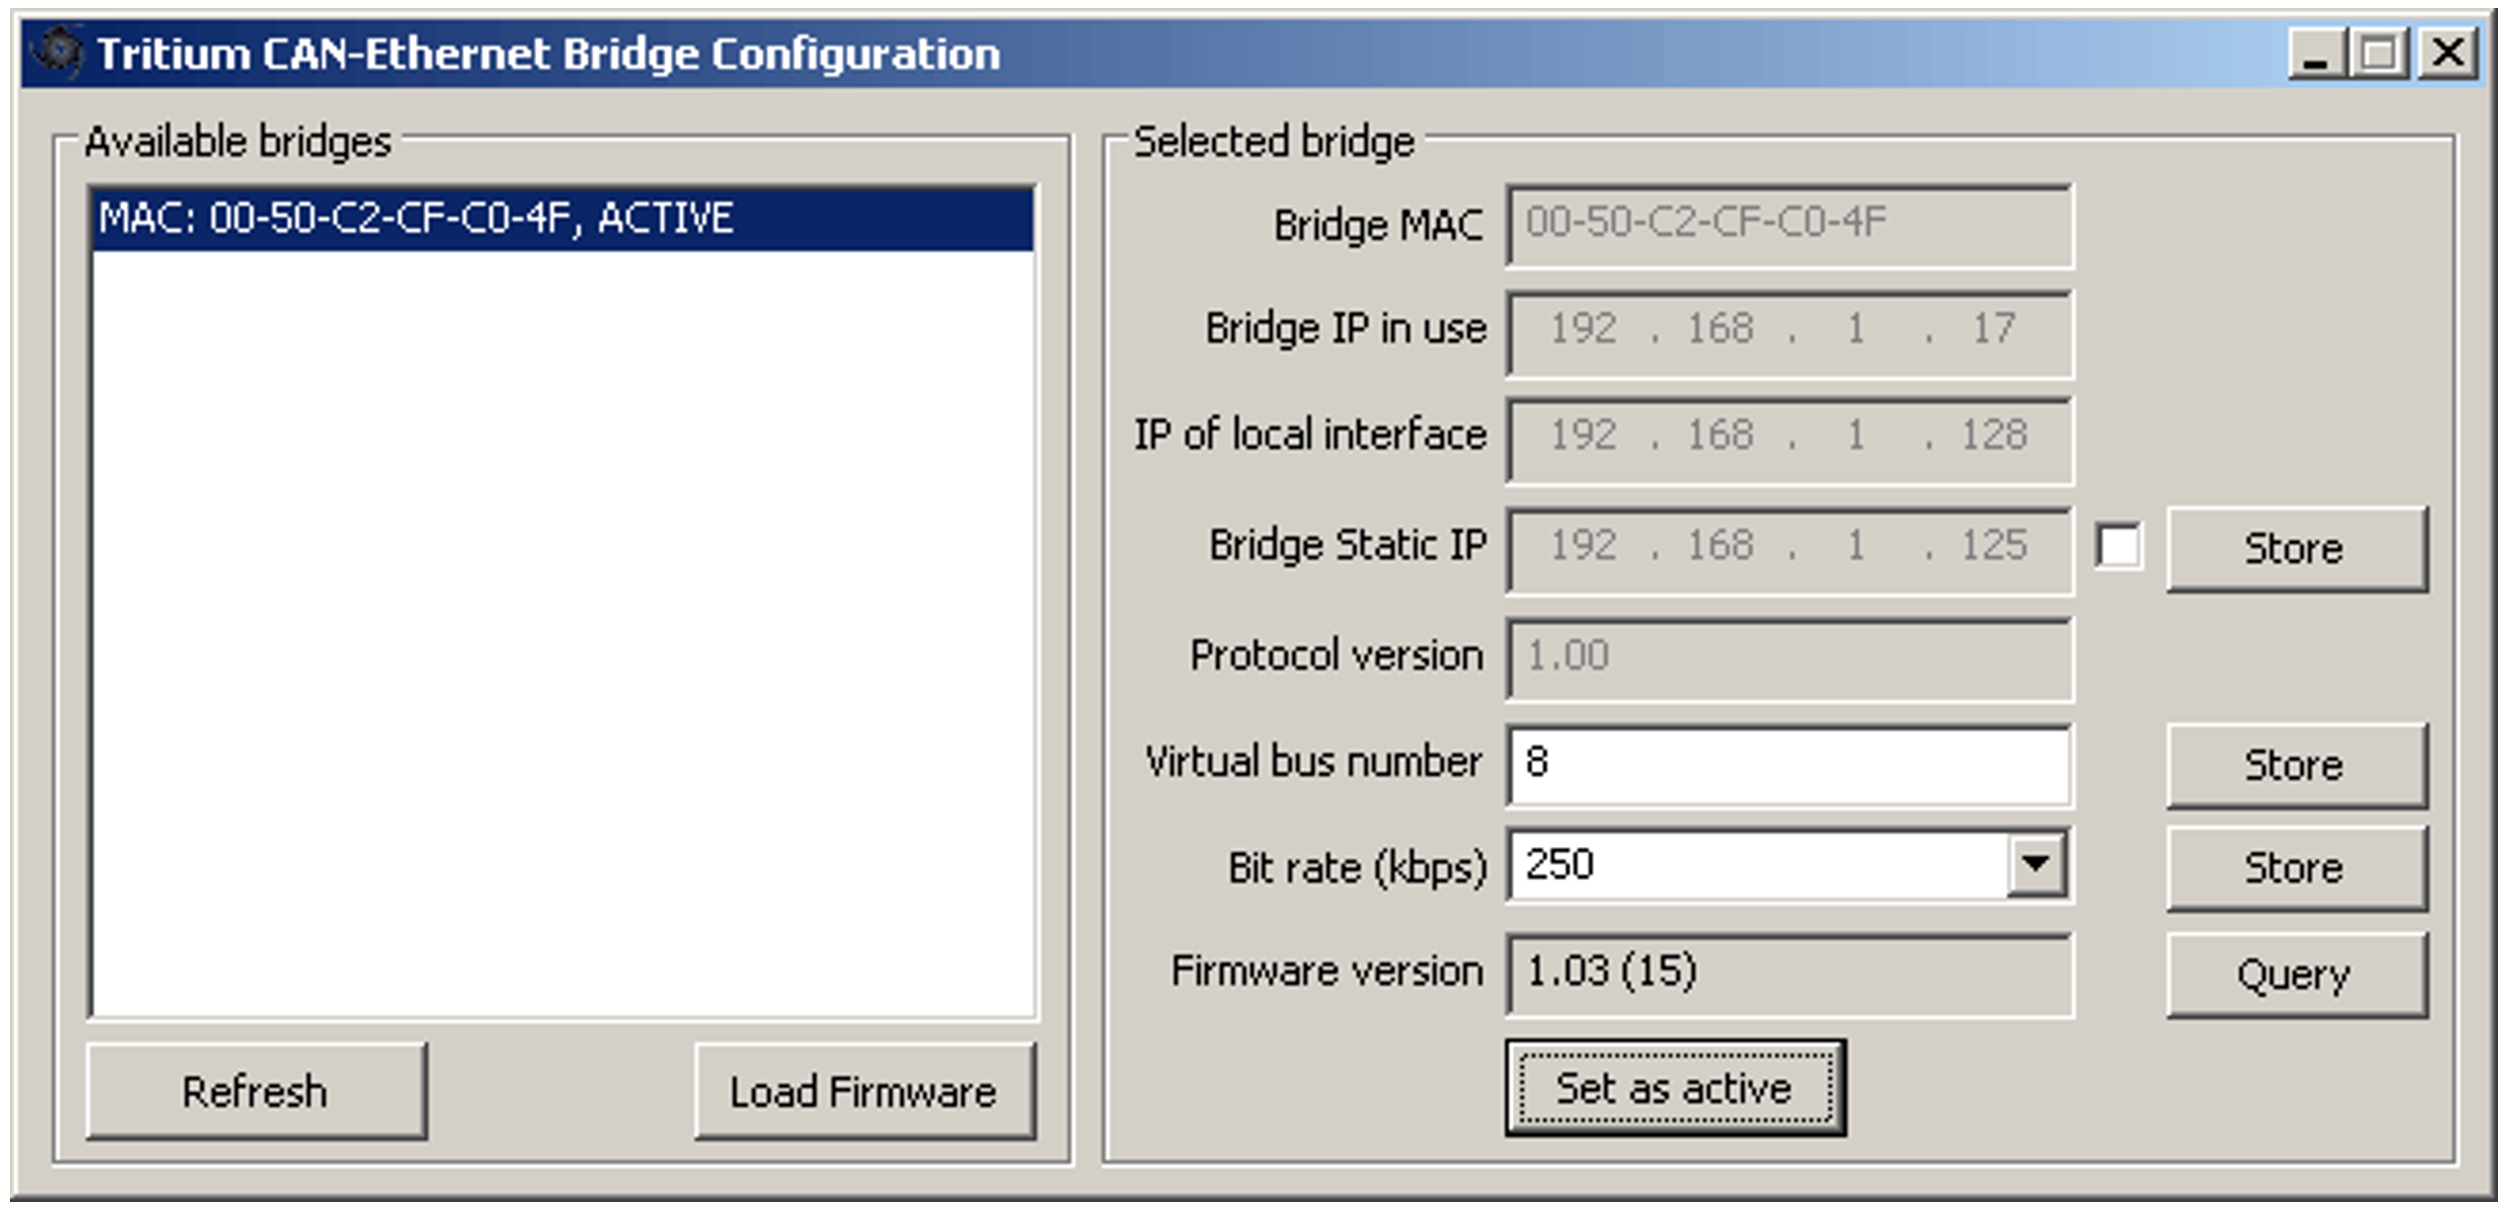 Tritium CAN-Ethernet Bridge Configuration
Available bridges
MAC: 00-50-C2-CF-C0-4F, ACTIVE
Refresh
Load Firmware
Selected bridge
Bridge MAC 00-50-C2-CF-C0-4F
Bridge IP in use 192 . 168 . 1 . 17
IP of local interface 192 . 168 . 1 . 128
Bridge Static IP 192 . 168 . 1 . 125 Store
Protocol version 1.00
Virtual bus number 8 Store
Bit rate (kbps) 250 Store
Firmware version 1.03 (15) Query
Set as active